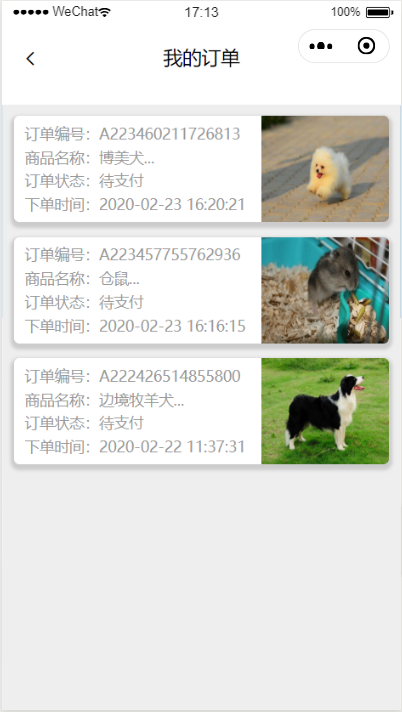 WeChat 17:13 100%
我的订单
订单编号：A223460211726813
商品名称：博美犬...
订单状态：待支付
下单时间：2020-02-23 16:20:21
订单编号：A223457755762936
商品名称：仓鼠...
订单状态：待支付
下单时间：2020-02-23 16:16:15
订单编号：A222426514855800
商品名称：边境牧羊犬...
订单状态：待支付
下单时间：2020-02-22 11:37:31